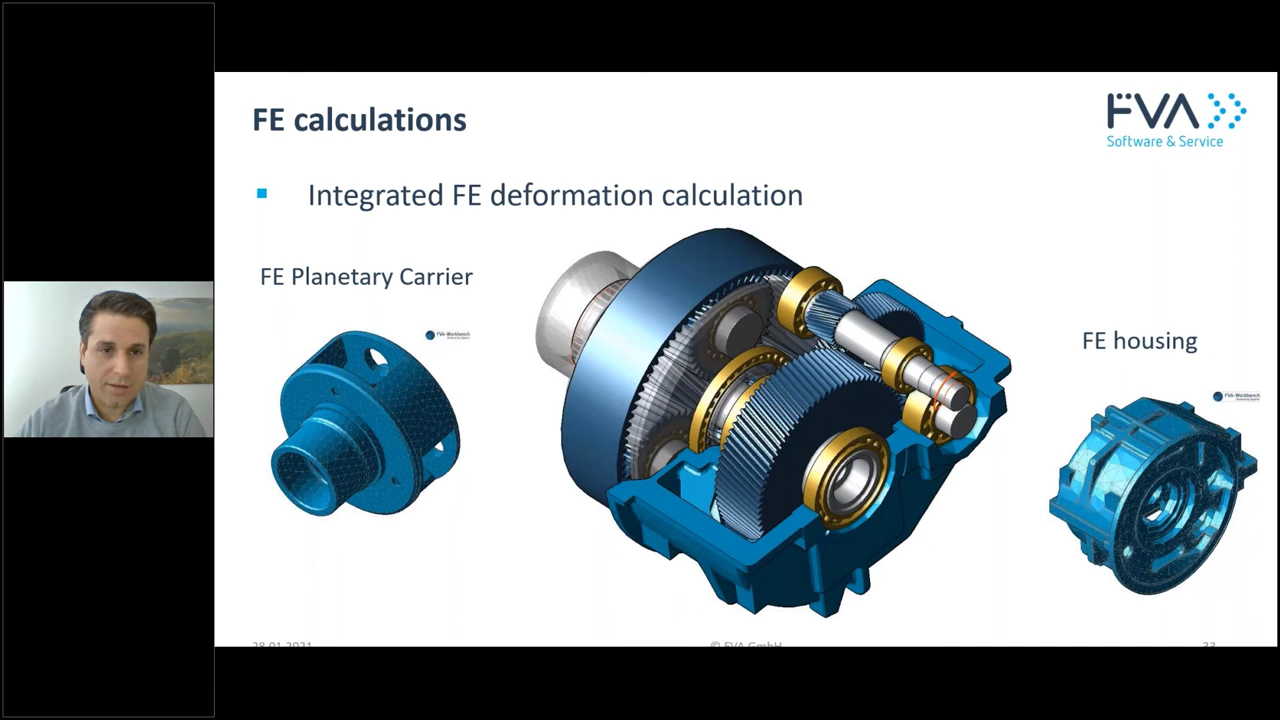 FE calculations
FVA
Software & Service
Integrated FE deformation calculation
FE Planetary Carrier
FVA-Workbench
FE housing
FVA-Workbench
28.01.2021
© FVA GmbH
33